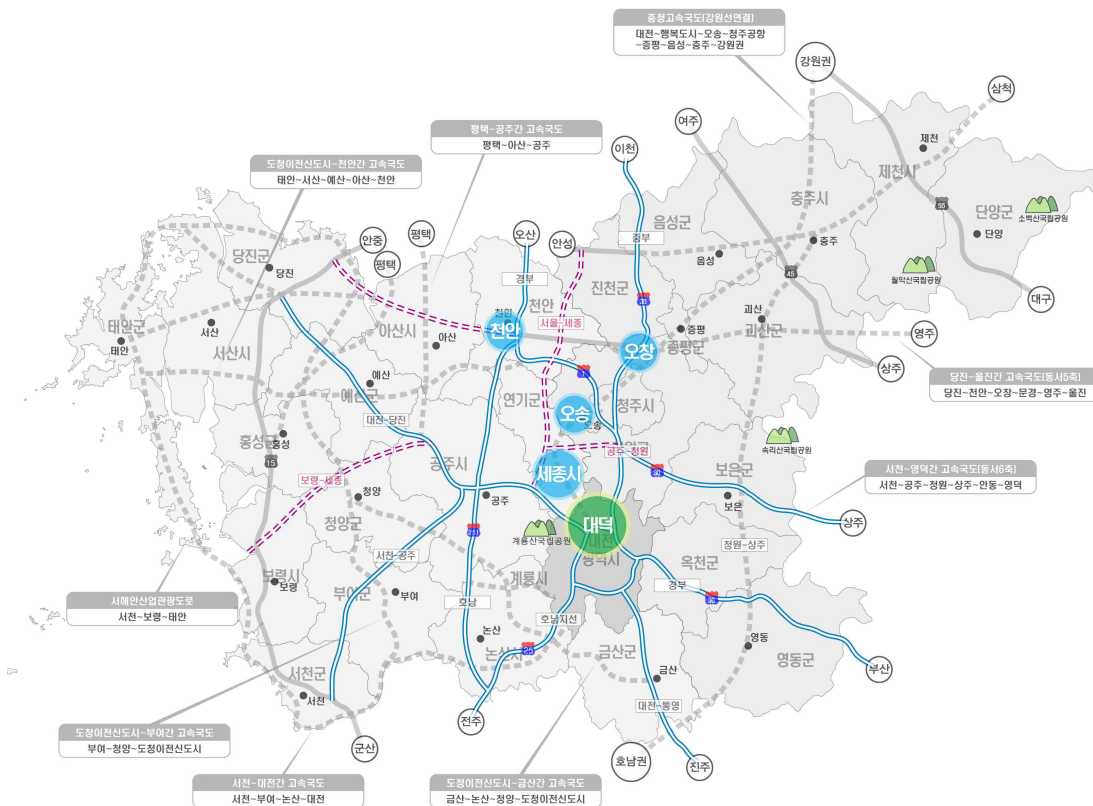 충청고속국도(강원선연결)
대전~행복도시~오송~청주공항
~증평~음성~충주~강원권
강원권
삼척
여주
평택~공주간 고속국도
평택~아산~공주
이천
제천
제천시
도청이전신도시~천안간 고속국도
태안~서산~예산~아산~천안
충주시
단양군
소백산국립공원
55
음성군
단양
안중
평택
오산
안성
중부
충주
당진군
평택
음성
당진
경부
월악산국립공원
45
진천군
천안
대구
35
태안군
서산
아산시
천안
천안
서울~세종
괴산
괴산군
증평
영주
태안
서산시
아산
오창
증평군
상주
1
당진~울진간 고속국도(동서5축)
당진~천안~오창~문경~영주~울진
예산
예산군
연기군
청주시
대전~당진
오송
오송
홍성군
홍성
속리산국립공원
공주~청원
15
공주시
세종시
30
보은군
서천~영덕간 고속국도(동서6축)
서천~공주~청원~상주~안동~영덕
보령~세종
청양
공주
보은
청양군
대덕
상주
251
계룡산국립공원
대전
광역시
청원~상주
서천~공주
옥천군
보령시
보령
계룡시
경부
부여군
부여
서해안산업관광도로
서천~보령~태안
호남
호남지선
논산
영동
논산시
25
금산군
영동군
서천군
금산
부산
서천
대전~통영
전주
도청이전신도시~부여간 고속국도
부여~청양~도청이전신도시
군산
호남권
진주
서천~대전간 고속국도
서천~부여~논산~대전
도청이전신도시~금산간 고속국도
금산~논산~청양~도청이전신도시